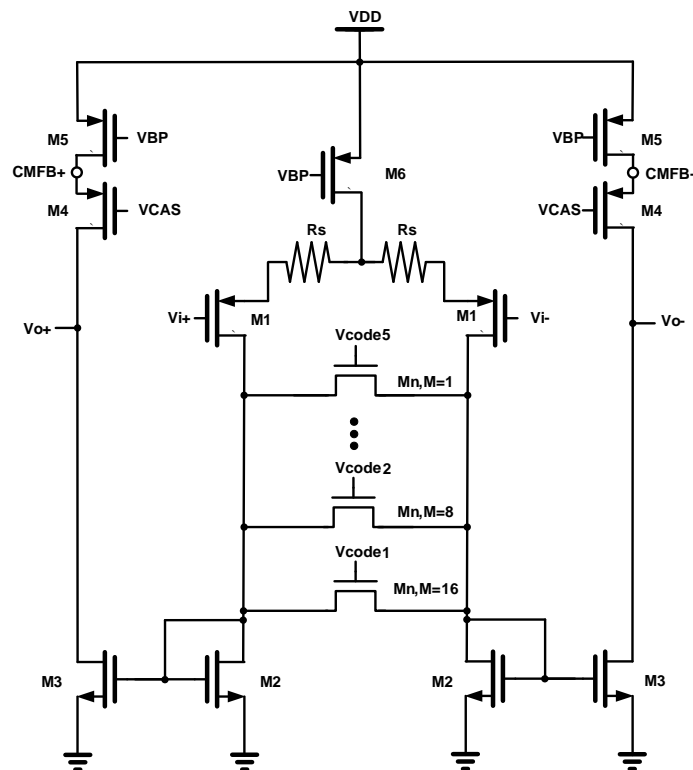 VDD
M5
VBP
VBP
M5
CMFB+
VBP
M6
CMFB-
M4
VCAS
VCAS
M4
Rs
Rs
Vi+
M1
M1
Vi-
Vo+
Vo-
Vcode5
Mn,M=1
Vcode2
Mn,M=8
Vcode1
Mn,M=16
M3
M2
M2
M3